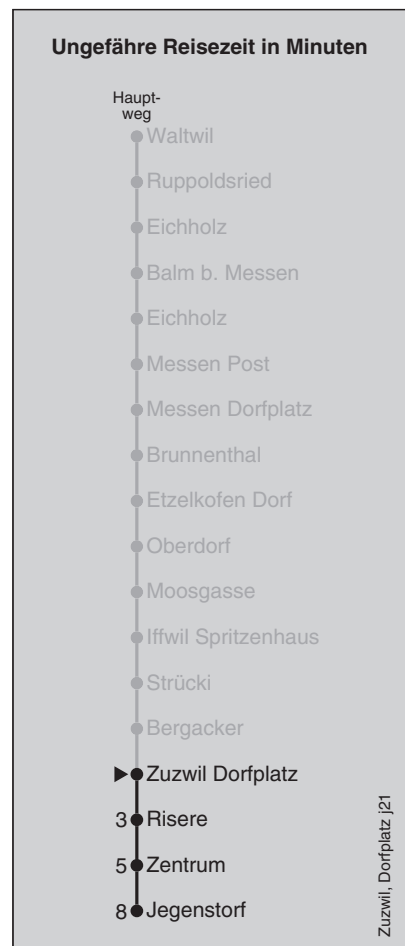 Ungefähre Reisezeit in Minuten
Haupt-
weg
Waltwil
Ruppoldsried
Eichholz
Balm b. Messen
Eichholz
Messen Post
Messen Dorfplatz
Brunnenthal
Etzelkofen Dorf
Oberdorf
Moosgasse
Iffwil Spritzenhaus
Strücki
Bergacker
Zuzwil Dorfplatz
3 Risere
5 Zentrum
8 Jegenstorf
Zuzwil, Dorfplatz j21